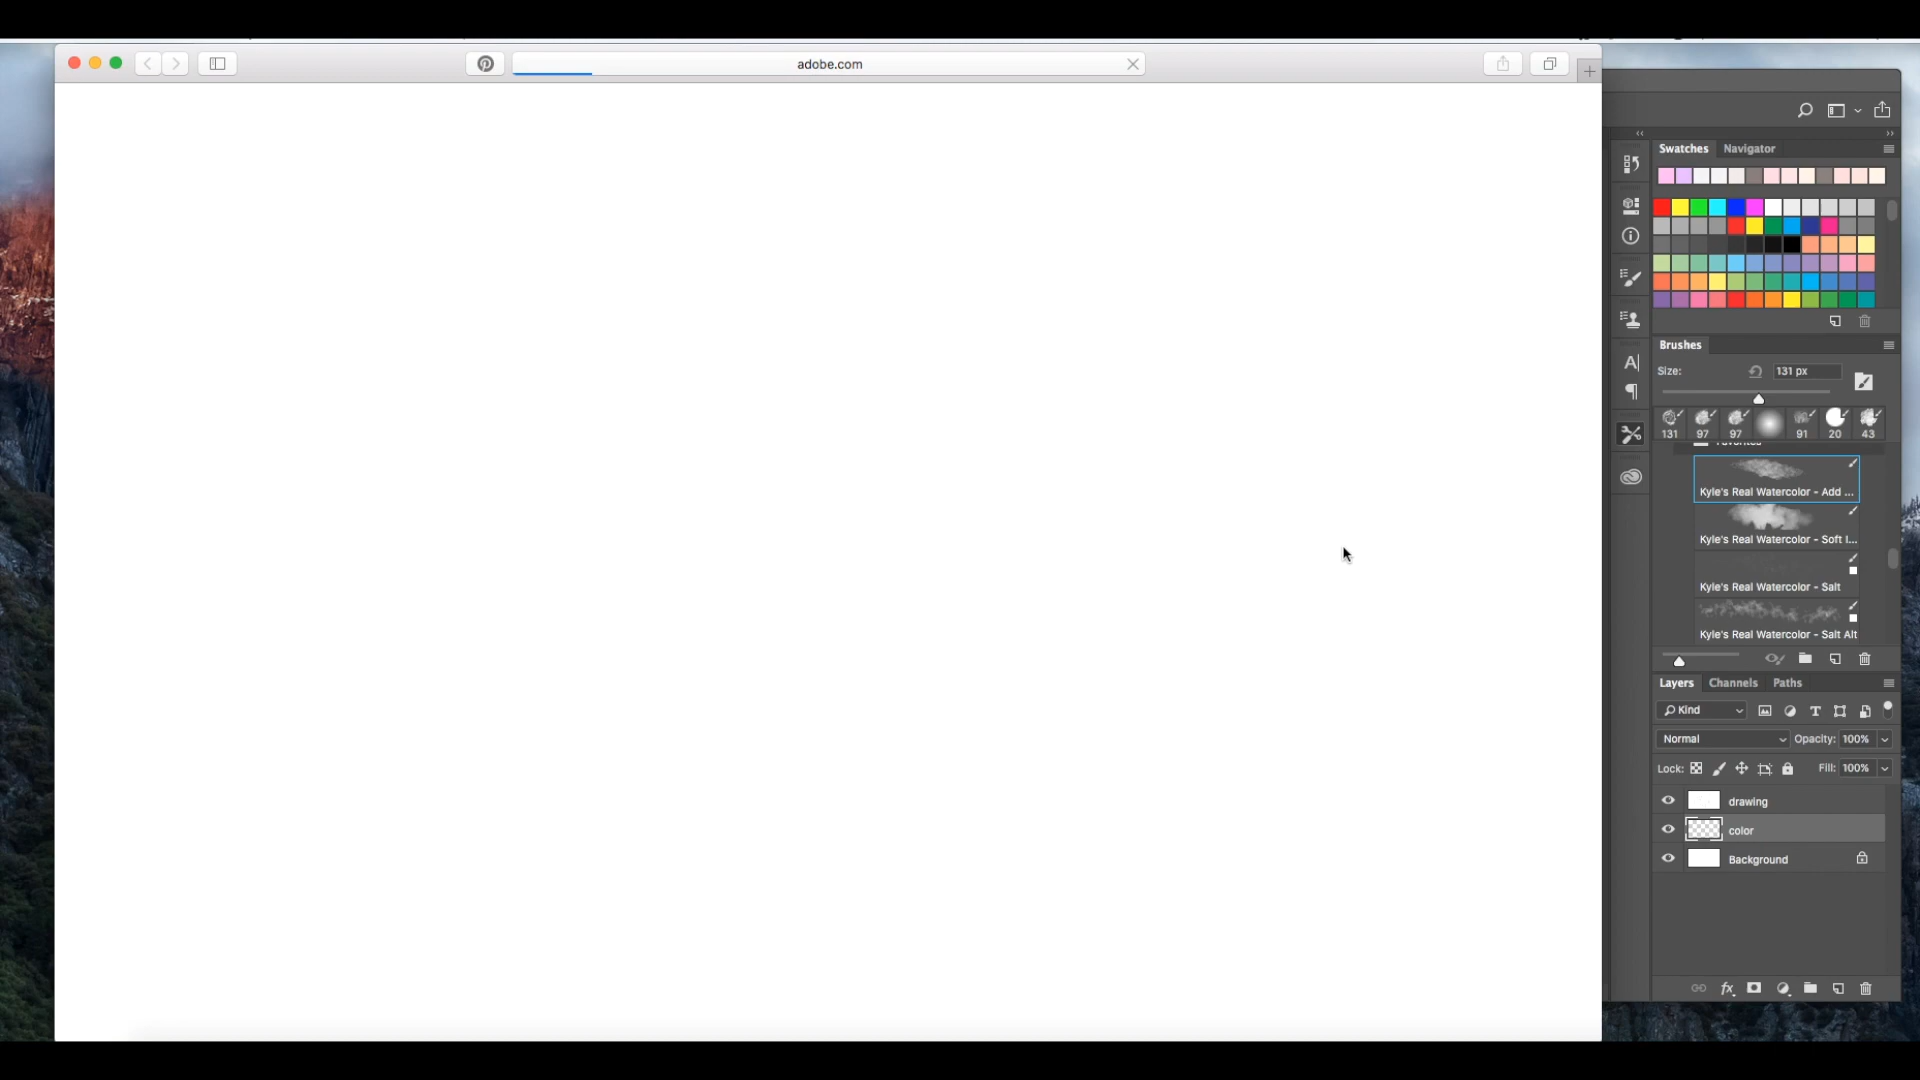 adobe.com
Swatches Navigator
Brushes
Size: 131 px
131 97 97 91 20 43
Favorites
Kyle's Real Watercolor - Add ...
Kyle's Real Watercolor - Soft I...
Kyle's Real Watercolor - Salt
Kyle's Real Watercolor - Salt Alt
Layers Channels Paths
Kind
Normal Opacity: 100%
Lock: Fill: 100%
drawing
color
Background
fx